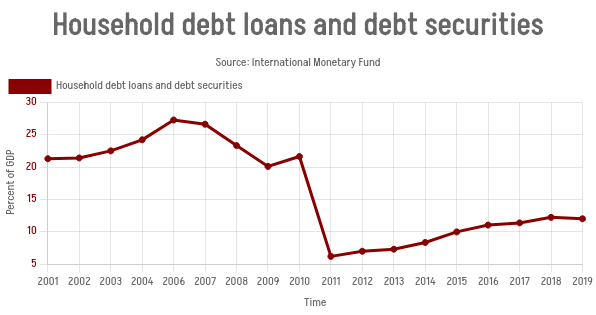 Household debt loans and debt securities
Source: International Monetary Fund
Household debt loans and debt securities
30
25
20
15
10
5
Percent of GDP
2001 2002 2003 2004 2006 2007 2008 2009 2010 2011 2012 2013 2014 2015 2016 2017 2018 2019
Time